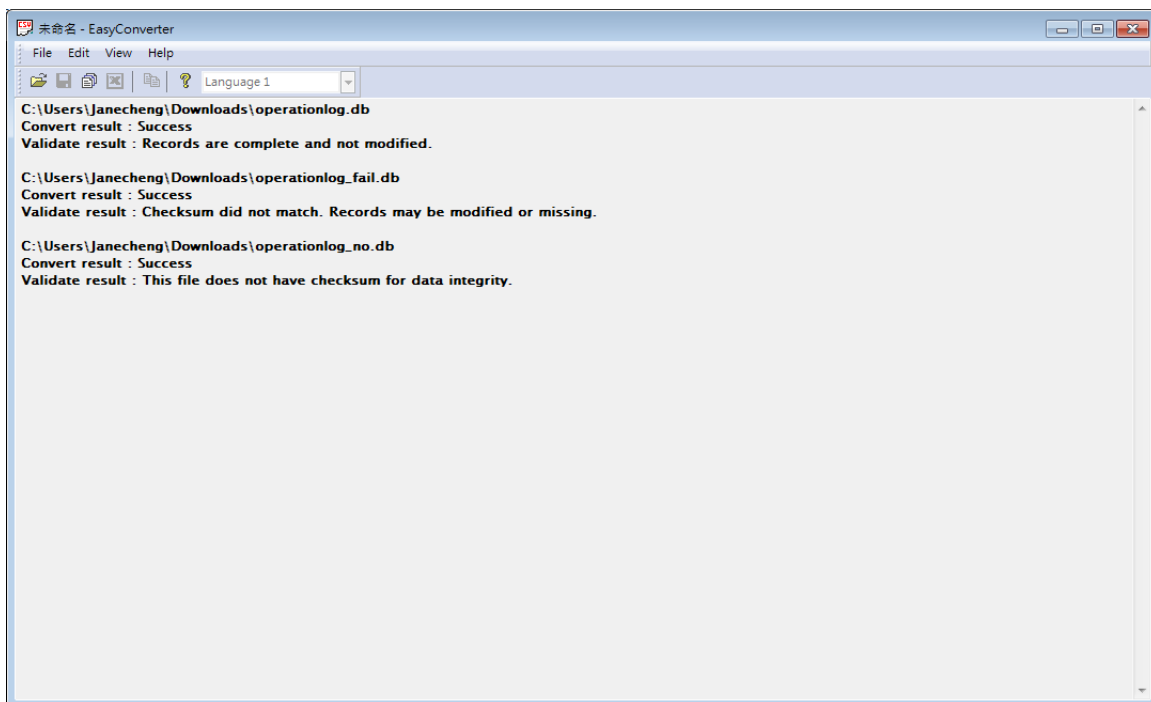 未命名 - EasyConverter
File Edit View Help
Language 1
C:\Users\Janecheng\Downloads\operationlog.db
Convert result : Success
Validate result : Records are complete and not modified.
C:\Users\Janecheng\Downloads\operationlog_fail.db
Convert result : Success
Validate result : Checksum did not match. Records may be modified or missing.
C:\Users\Janecheng\Downloads\operationlog_no.db
Convert result : Success
Validate result : This file does not have checksum for data integrity.